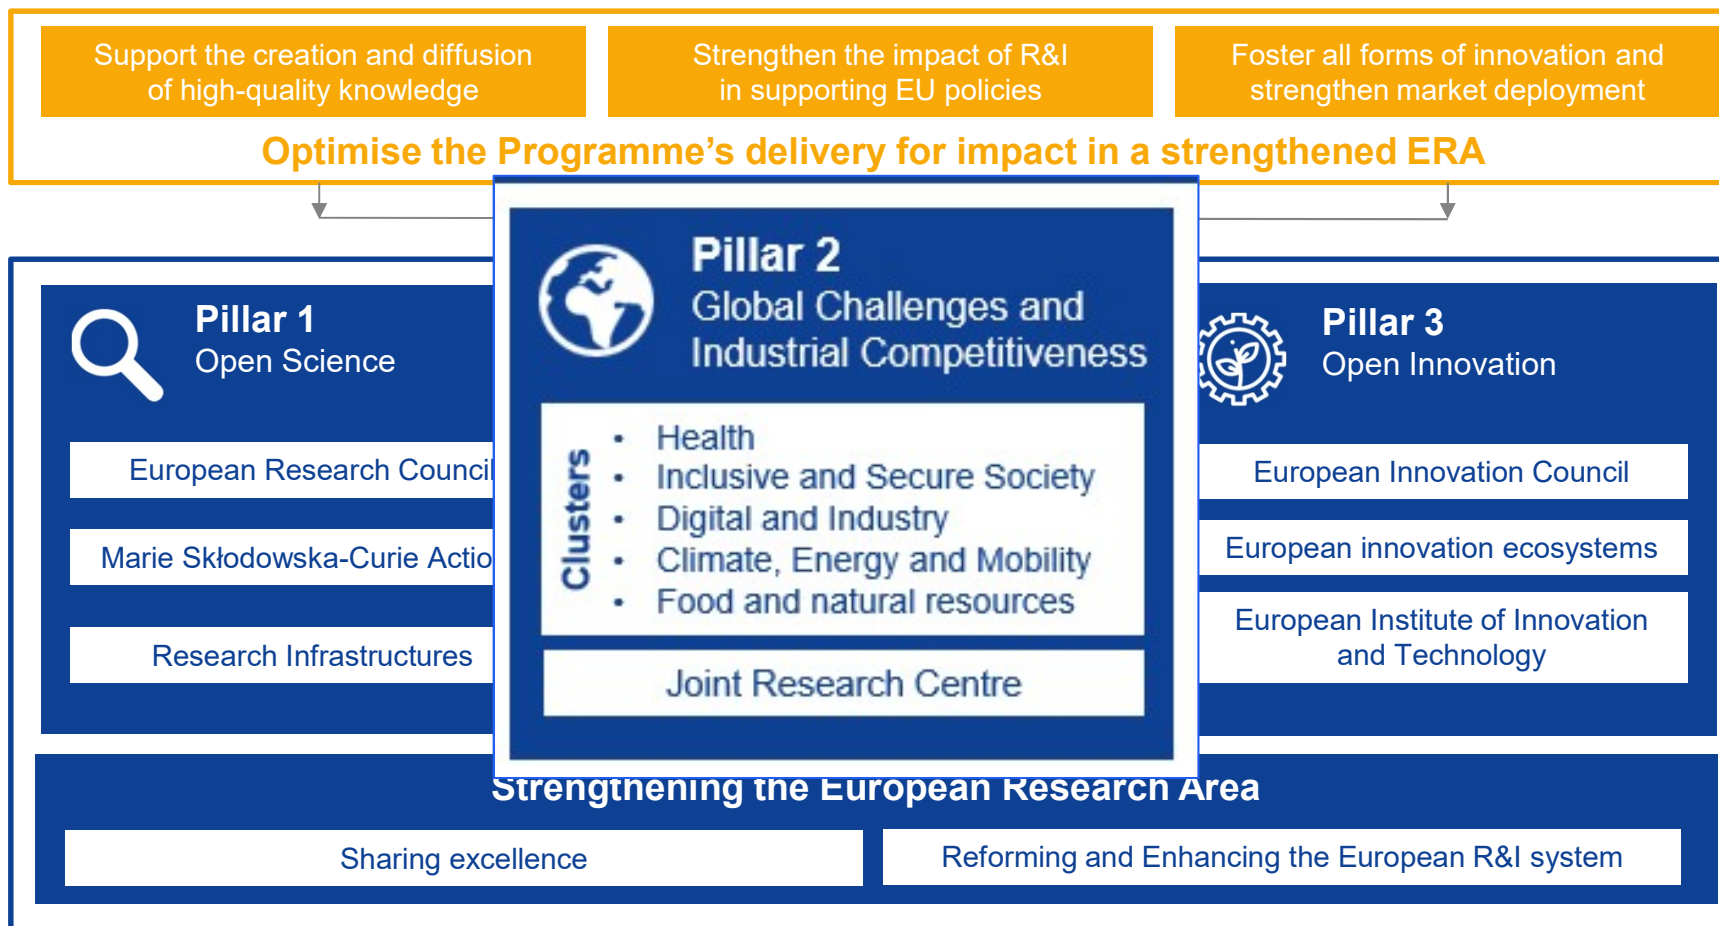 Support the creation and diffusion
of high-quality knowledge
Strengthen the impact of R&I
in supporting EU policies
Foster all forms of innovation and
strengthen market deployment
Optimise the Programme’s delivery for impact in a strengthened ERA
Pillar 1
Open Science
European Research Council
Marie Skłodowska-Curie Actio
Research Infrastructures
Pillar 2
Global Challenges and
Industrial Competitiveness
Clusters
• Health
• Inclusive and Secure Society
• Digital and Industry
• Climate, Energy and Mobility
• Food and natural resources
Joint Research Centre
Pillar 3
Open Innovation
European Innovation Council
European innovation ecosystems
European Institute of Innovation
and Technology
Strengthening the European Research Area
Sharing excellence
Reforming and Enhancing the European R&I system